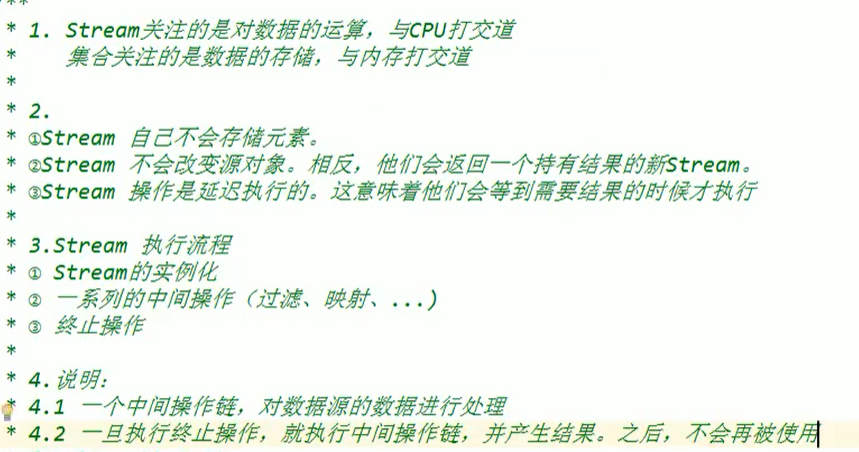 /**
* 1. Stream关注的是对数据的运算，与CPU打交道
*    集合关注的是数据的存储，与内存打交道
*
* 2.
* ①Stream 自己不会存储元素。
* ②Stream 不会改变源对象。相反，他们会返回一个持有结果的新Stream。
* ③Stream 操作是延迟执行的。这意味着他们会等到需要结果的时候才执行
*
* 3.Stream 执行流程
* ① Stream的实例化
* ② 一系列的中间操作（过滤、映射、...)
* ③ 终止操作
*
* 4.说明：
* 4.1 一个中间操作链，对数据源的数据进行处理
* 4.2 一旦执行终止操作，就执行中间操作链，并产生结果。之后，不会再被使用